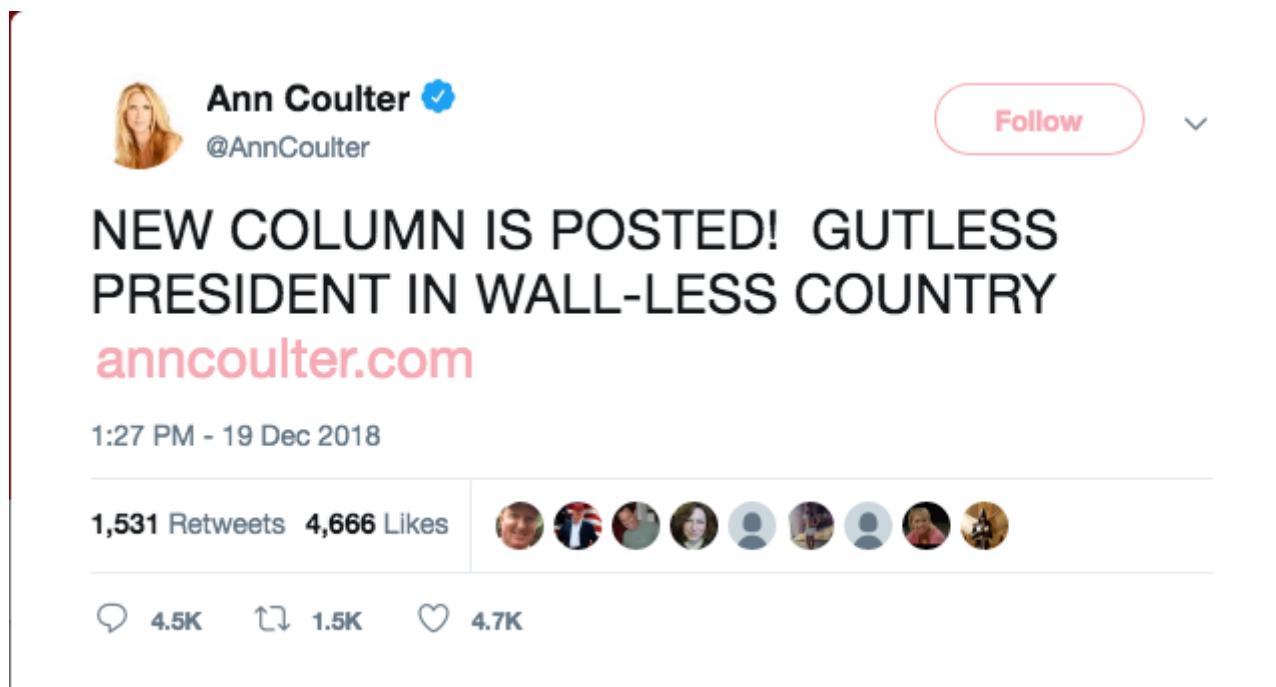 Ann Coulter
@AnnCoulter
Follow
NEW COLUMN IS POSTED!  GUTLESS
PRESIDENT IN WALL-LESS COUNTRY
anncoulter.com
1:27 PM - 19 Dec 2018
1,531 Retweets 4,666 Likes
4.5K 1.5K 4.7K